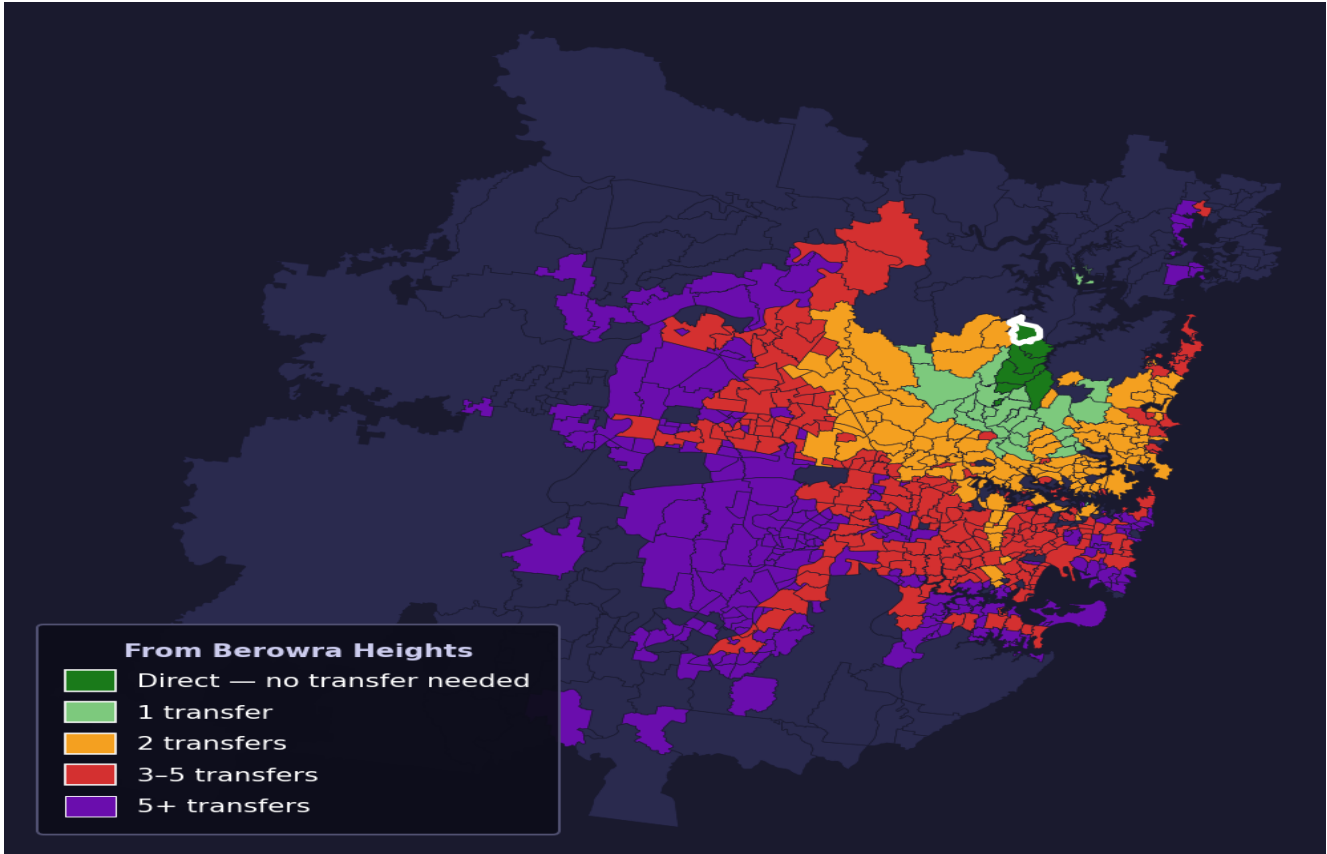 From Berowra Heights
Direct — no transfer needed
1 transfer
2 transfers
3–5 transfers
5+ transfers